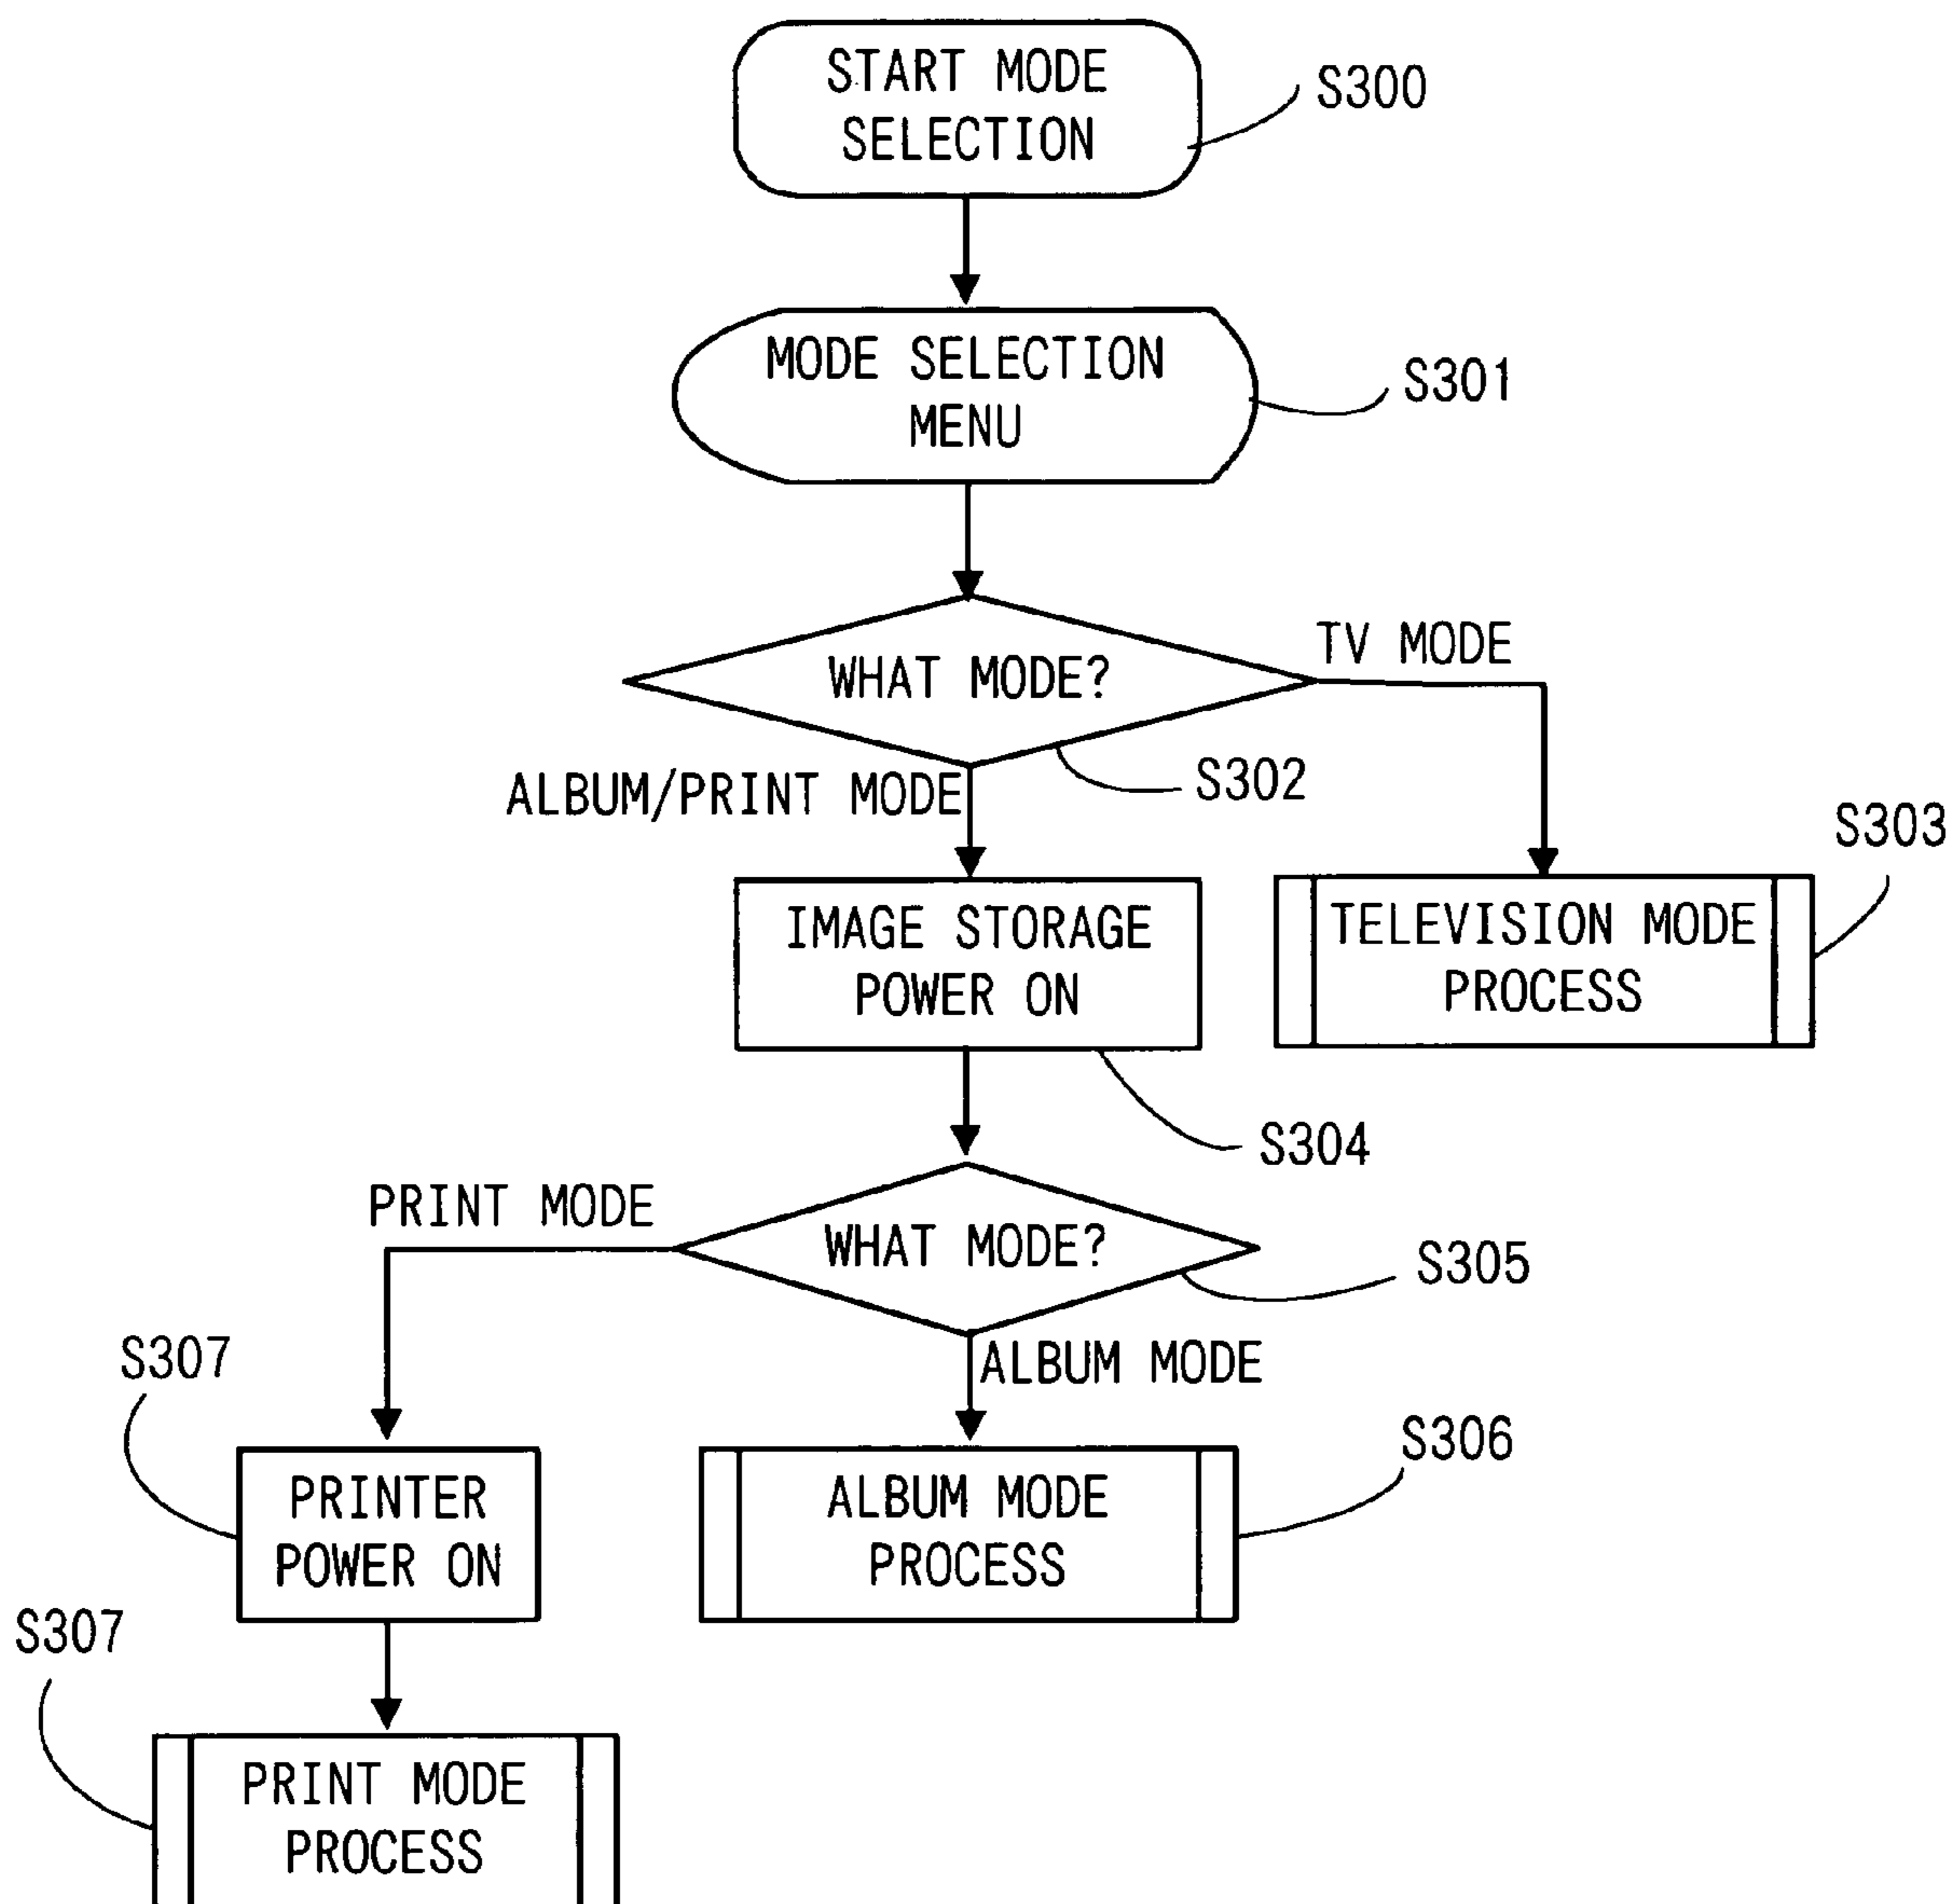 START MODE
SELECTION
S300
MODE SELECTION
MENU
S301
WHAT MODE?
TV MODE
S302
ALBUM/PRINT MODE
S303
IMAGE STORAGE
POWER ON
TELEVISION MODE
PROCESS
S304
PRINT MODE
WHAT MODE?
S305
ALBUM MODE
S307
PRINTER
POWER ON
ALBUM MODE
PROCESS
S306
S307
PRINT MODE
PROCESS